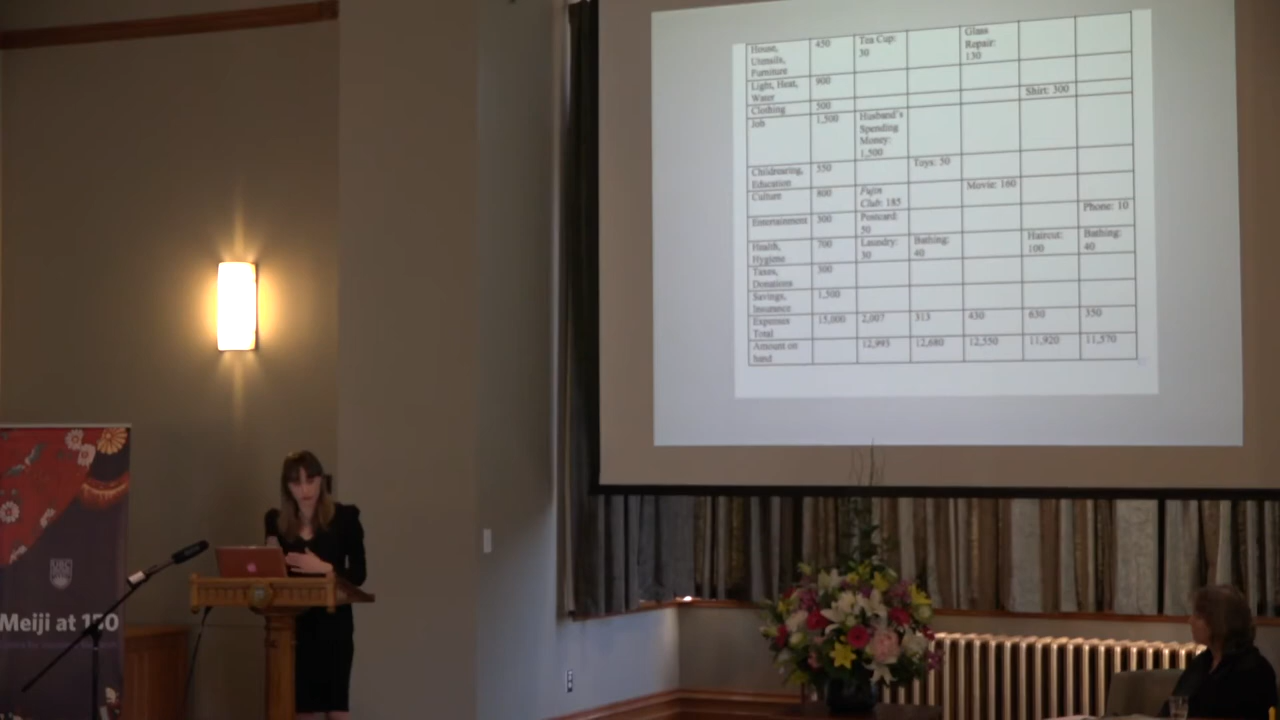 House, 450 Tea Cup: Glass
Utensils, 30 Repair:
Furniture 130
Light, Heat, 900
Water
Clothing 500 Shirt: 300
Job 1,500 Husband's
Spending
Money:
1,500
Childrearing, 550 Toys: 50
Education
Culture 800 Fujin Movie: 160
Club: 185
Entertainment 500 Postcard: Phone: 10
50
Health, 700 Laundry: Bathing: Haircut: Bathing:
Hygiene 30 40 100 40
Taxes, 300
Donations
Savings, 1,500
Insurance
Expenses 15,000 2,007 313 430 630 350
Total
Amount on 12,993 12,680 12,550 11,920 11,570
hand
UBC
Meiji at 150